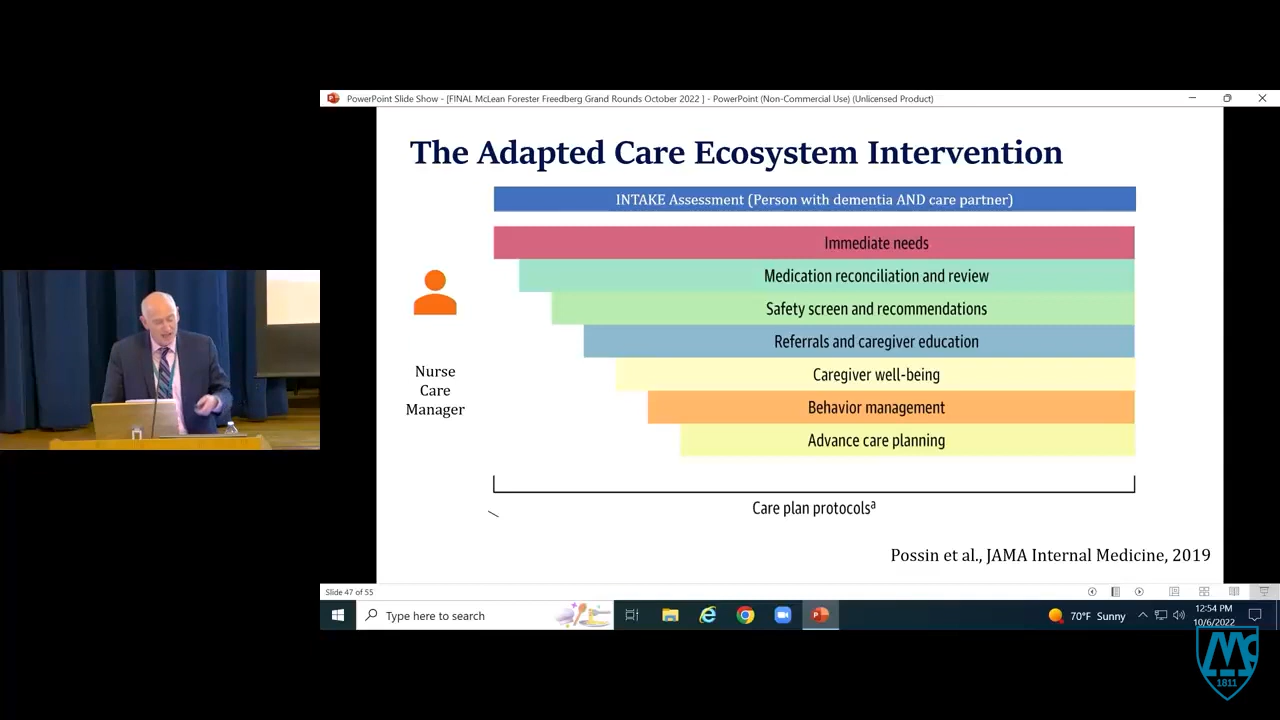 PowerPoint Slide Show - [FINAL McLean Forester Freedberg Grand Rounds October 2022 ] - PowerPoint (Non-Commercial Use) (Unlicensed Product)
The Adapted Care Ecosystem Intervention
INTAKE Assessment (Person with dementia AND care partner)
Immediate needs
Medication reconciliation and review
Safety screen and recommendations
Referrals and caregiver education
Caregiver well-being
Behavior management
Advance care planning
Nurse
Care
Manager
Care plan protocolsª
Possin et al., JAMA Internal Medicine, 2019
Slide 47 of 55
Type here to search
70°F Sunny
12:54 PM
10/6/2022
Mc
1811